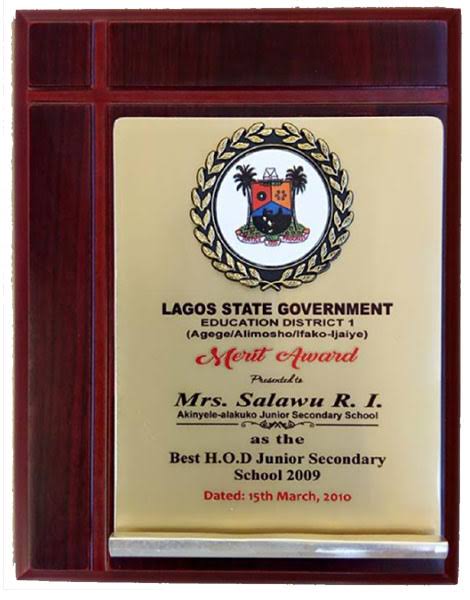 LAGOS STATE GOVERNMENT
EDUCATION DISTRICT 1
(Agege/Alimosho/Ifako-Ijaiye)
Merit Award
Presented to
Mrs. Salawu R. I.
Akinyele-alakuko Junior Secondary School
as the
Best H.O.D Junior Secondary
School 2009
Dated: 15th March, 2010